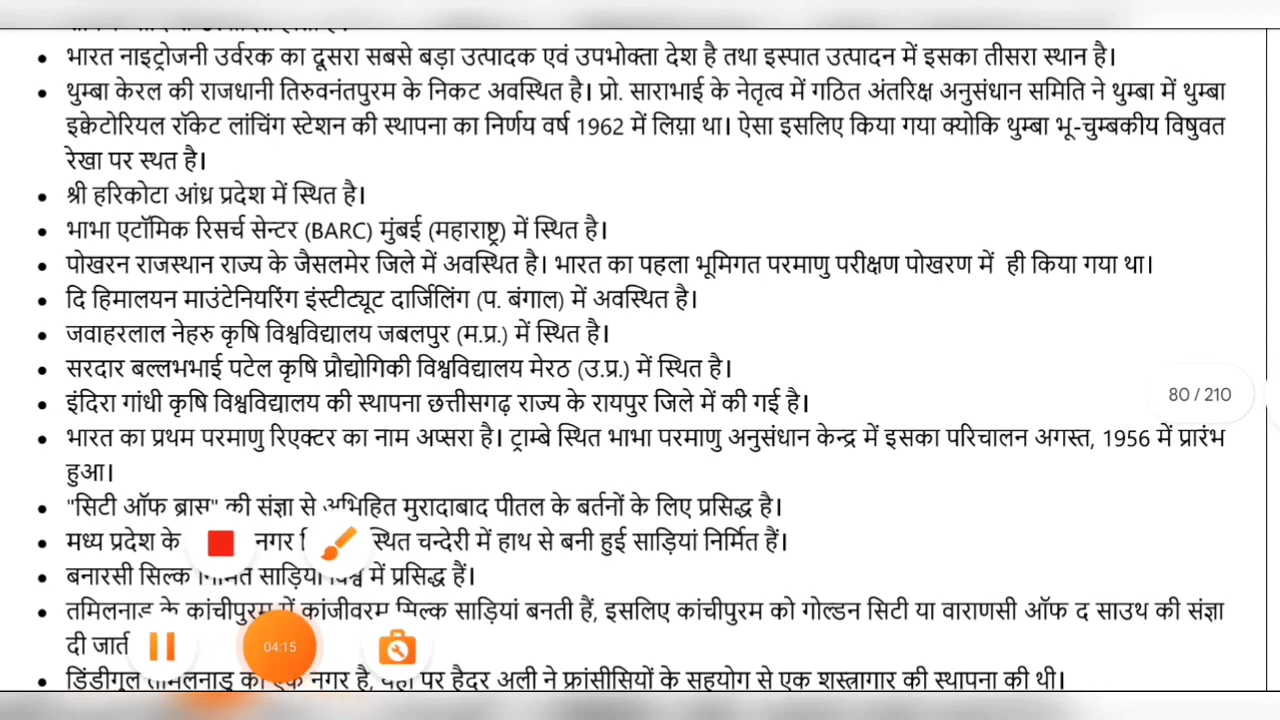 • भारत नाइट्रोजनी उर्वरक का दूसरा सबसे बड़ा उत्पादक एवं उपभोक्ता देश है तथा इस्पात उत्पादन में इसका तीसरा स्थान है।
• थुम्बा केरल की राजधानी तिरुवनंतपुरम के निकट अवस्थित है। प्रो. साराभाई के नेतृत्व में गठित अंतरिक्ष अनुसंधान समिति ने थुम्बा में थुम्बा
इक्वेटोरियल रॉकेट लांचिंग स्टेशन की स्थापना का निर्णय वर्ष 1962 में लिय़ा था। ऐसा इसलिए किया गया क्योकि थुम्बा भू-चुम्बकीय विषुवत
रेखा पर स्थत है।
• श्री हरिकोटा आंध्र प्रदेश में स्थित है।
• भाभा एटॉमिक रिसर्च सेन्टर (BARC) मुंबई (महाराष्ट्र) में स्थित है।
• पोखरन राजस्थान राज्य के जैसलमेर जिले में अवस्थित है। भारत का पहला भूमिगत परमाणु परीक्षण पोखरण में ही किया गया था।
• दि हिमालयन माउंटेनियरिंग इंस्टीट्यूट दार्जिलिंग (प. बंगाल) में अवस्थित है।
• जवाहरलाल नेहरु कृषि विश्वविद्यालय जबलपुर (म.प्र.) में स्थित है।
• सरदार बल्लभभाई पटेल कृषि प्रौद्योगिकी विश्वविद्यालय मेरठ (उ.प्र.) में स्थित है।
80 / 210
• इंदिरा गांधी कृषि विश्वविद्यालय की स्थापना छत्तीसगढ़ राज्य के रायपुर जिले में की गई है।
• भारत का प्रथम परमाणु रिएक्टर का नाम अप्सरा है। ट्राम्बे स्थित भाभा परमाणु अनुसंधान केन्द्र में इसका परिचालन अगस्त, 1956 में प्रारंभ
हुआ।
• "सिटी ऑफ ब्रास" की संज्ञा से अभिहित मुरादाबाद पीतल के बर्तनों के लिए प्रसिद्ध है।
• मध्य प्रदेश के नगर स्थित चन्देरी में हाथ से बनी हुई साड़ियां निर्मित हैं।
• बनारसी सिल्क निर्मित साड़ियां विश्व में प्रसिद्ध हैं।
• तमिलनाडु के कांचीपुरम में कांजीवरम सिल्क साड़ियां बनती हैं, इसलिए कांचीपुरम को गोल्डन सिटी या वाराणसी ऑफ द साउथ की संज्ञा
दी
04:15
• डिंडीगुल तमिलनाडु का एक नगर है, यहां पर हैदर अली ने फ्रांसीसियों के सहयोग से एक शस्त्रागार की स्थापना की थी।